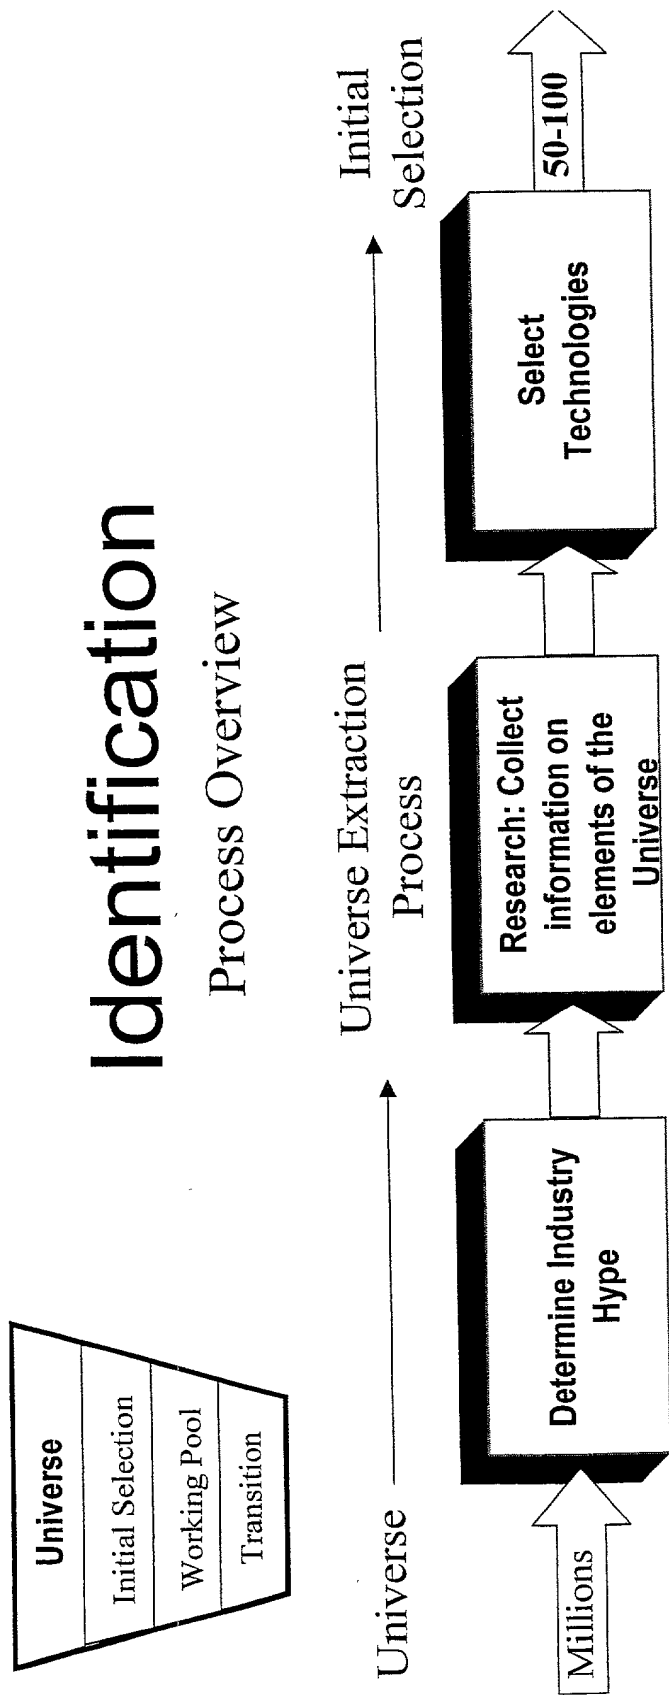 Identification
Process Overview
Universe
Initial Selection
Working Pool
Transition
Universe
Universe Extraction
Process
Initial
Selection
Millions
Determine Industry
Hype
Research: Collect
information on
elements of the
Universe
Select
Technologies
50-100